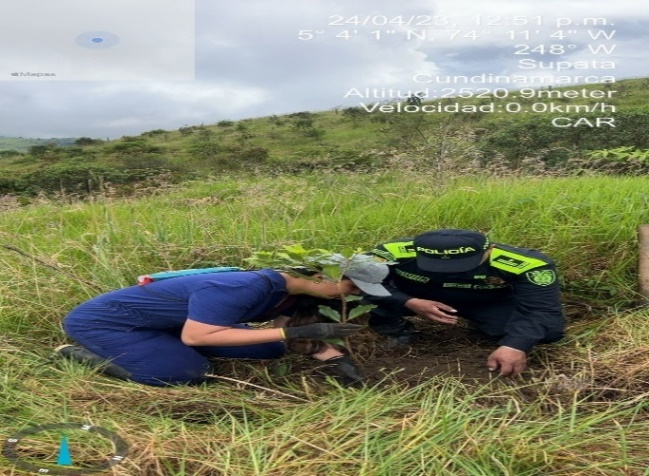 24/04/23, 12:51 p.m.
5° 4' 1" N, 74° 11' 4" W
248° W
Supata
Cundinamarca
Altitud:2520.9meter
Velocidad:0.0km/h
CAR
Mapas
POLICÍA